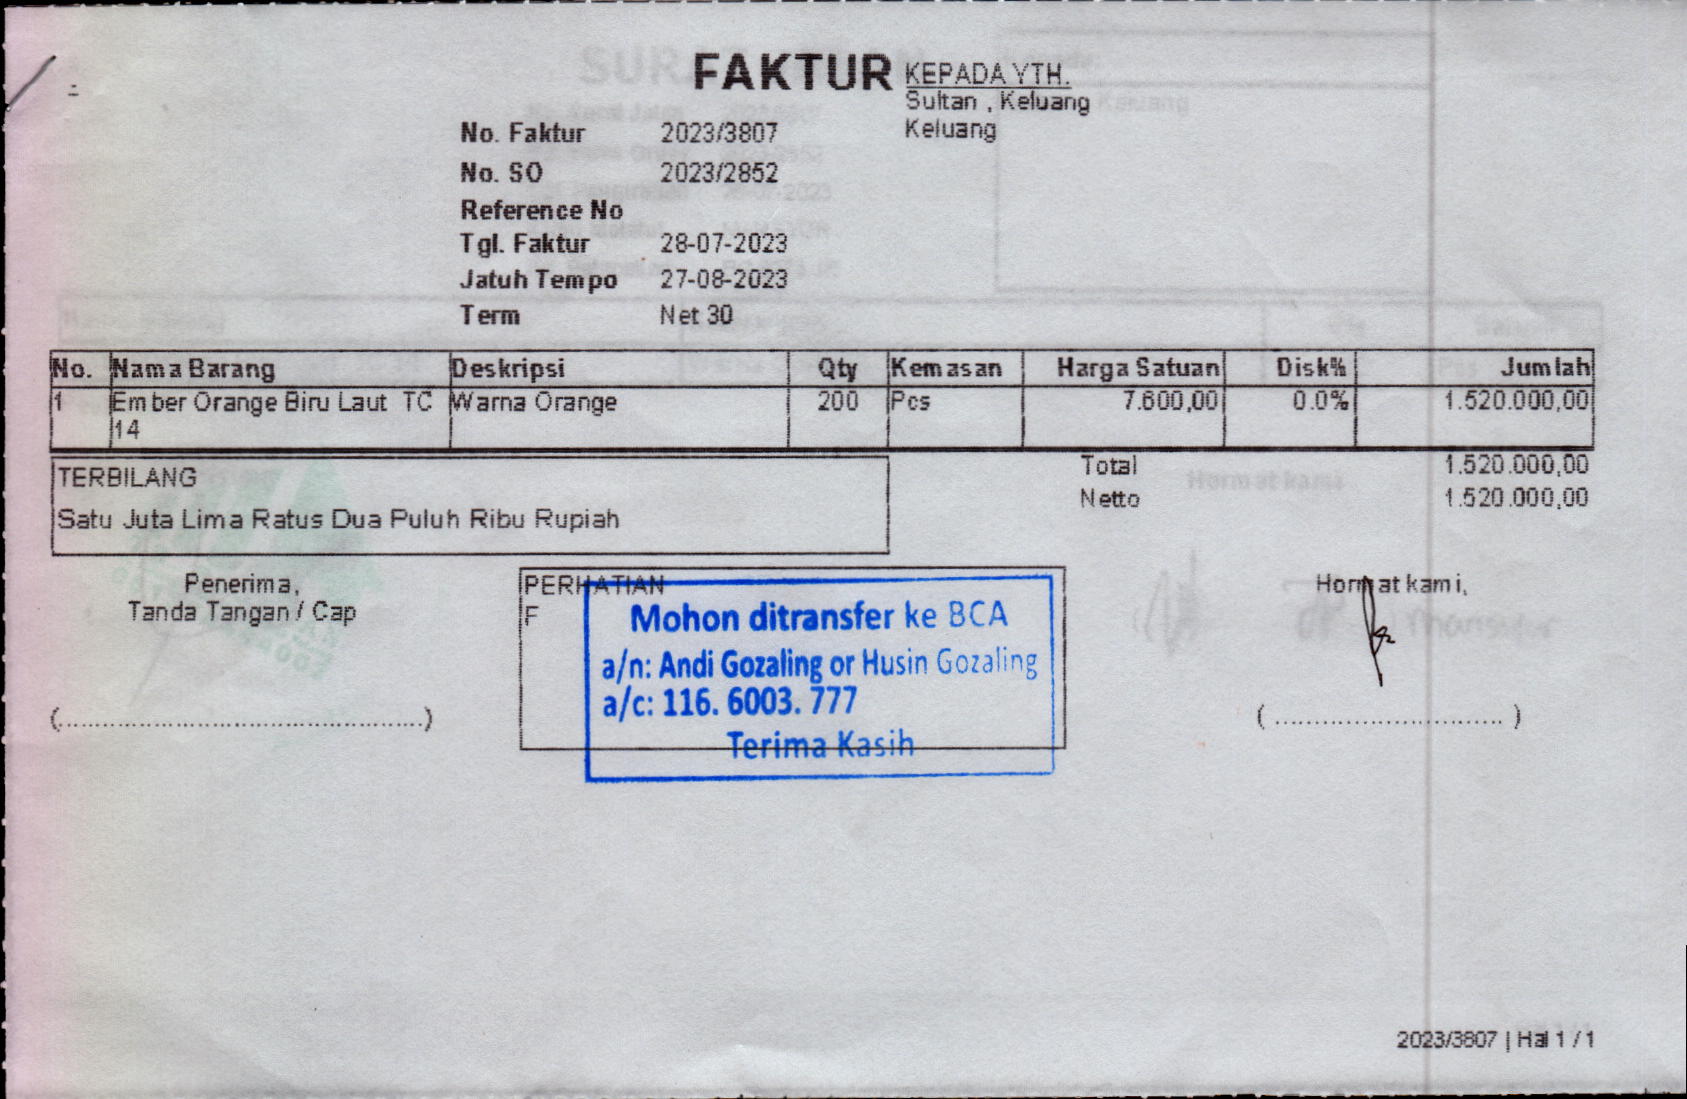 FAKTUR
KEPADA YTH.
Sultan , Keluang
Keluang
No. Faktur 2023/3807
No. SO 2023/2852
Reference No
Tgl. Faktur 28-07-2023
Jatuh Tempo 27-08-2023
Term Net 30
No. Nama Barang Deskripsi Qty Kemasan Harga Satuan Disk% Jumlah
1 Ember Orange Biru Laut TC Warna Orange 200 Pcs 7.600,00 0.0% 1.520.000,00
14
TERBILANG
Satu Juta Lima Ratus Dua Puluh Ribu Rupiah
Total 1.520.000,00
Netto 1.520.000,00
Penerima,
Tanda Tangan / Cap
(............................................)
PERHATIAN
F
Mohon ditransfer ke BCA
a/n: Andi Gozaling or Husin Gozaling
a/c: 116. 6003. 777
Terima Kasih
Hormat kami,
( ............................ )
2023/3807 | Hal 1 / 1